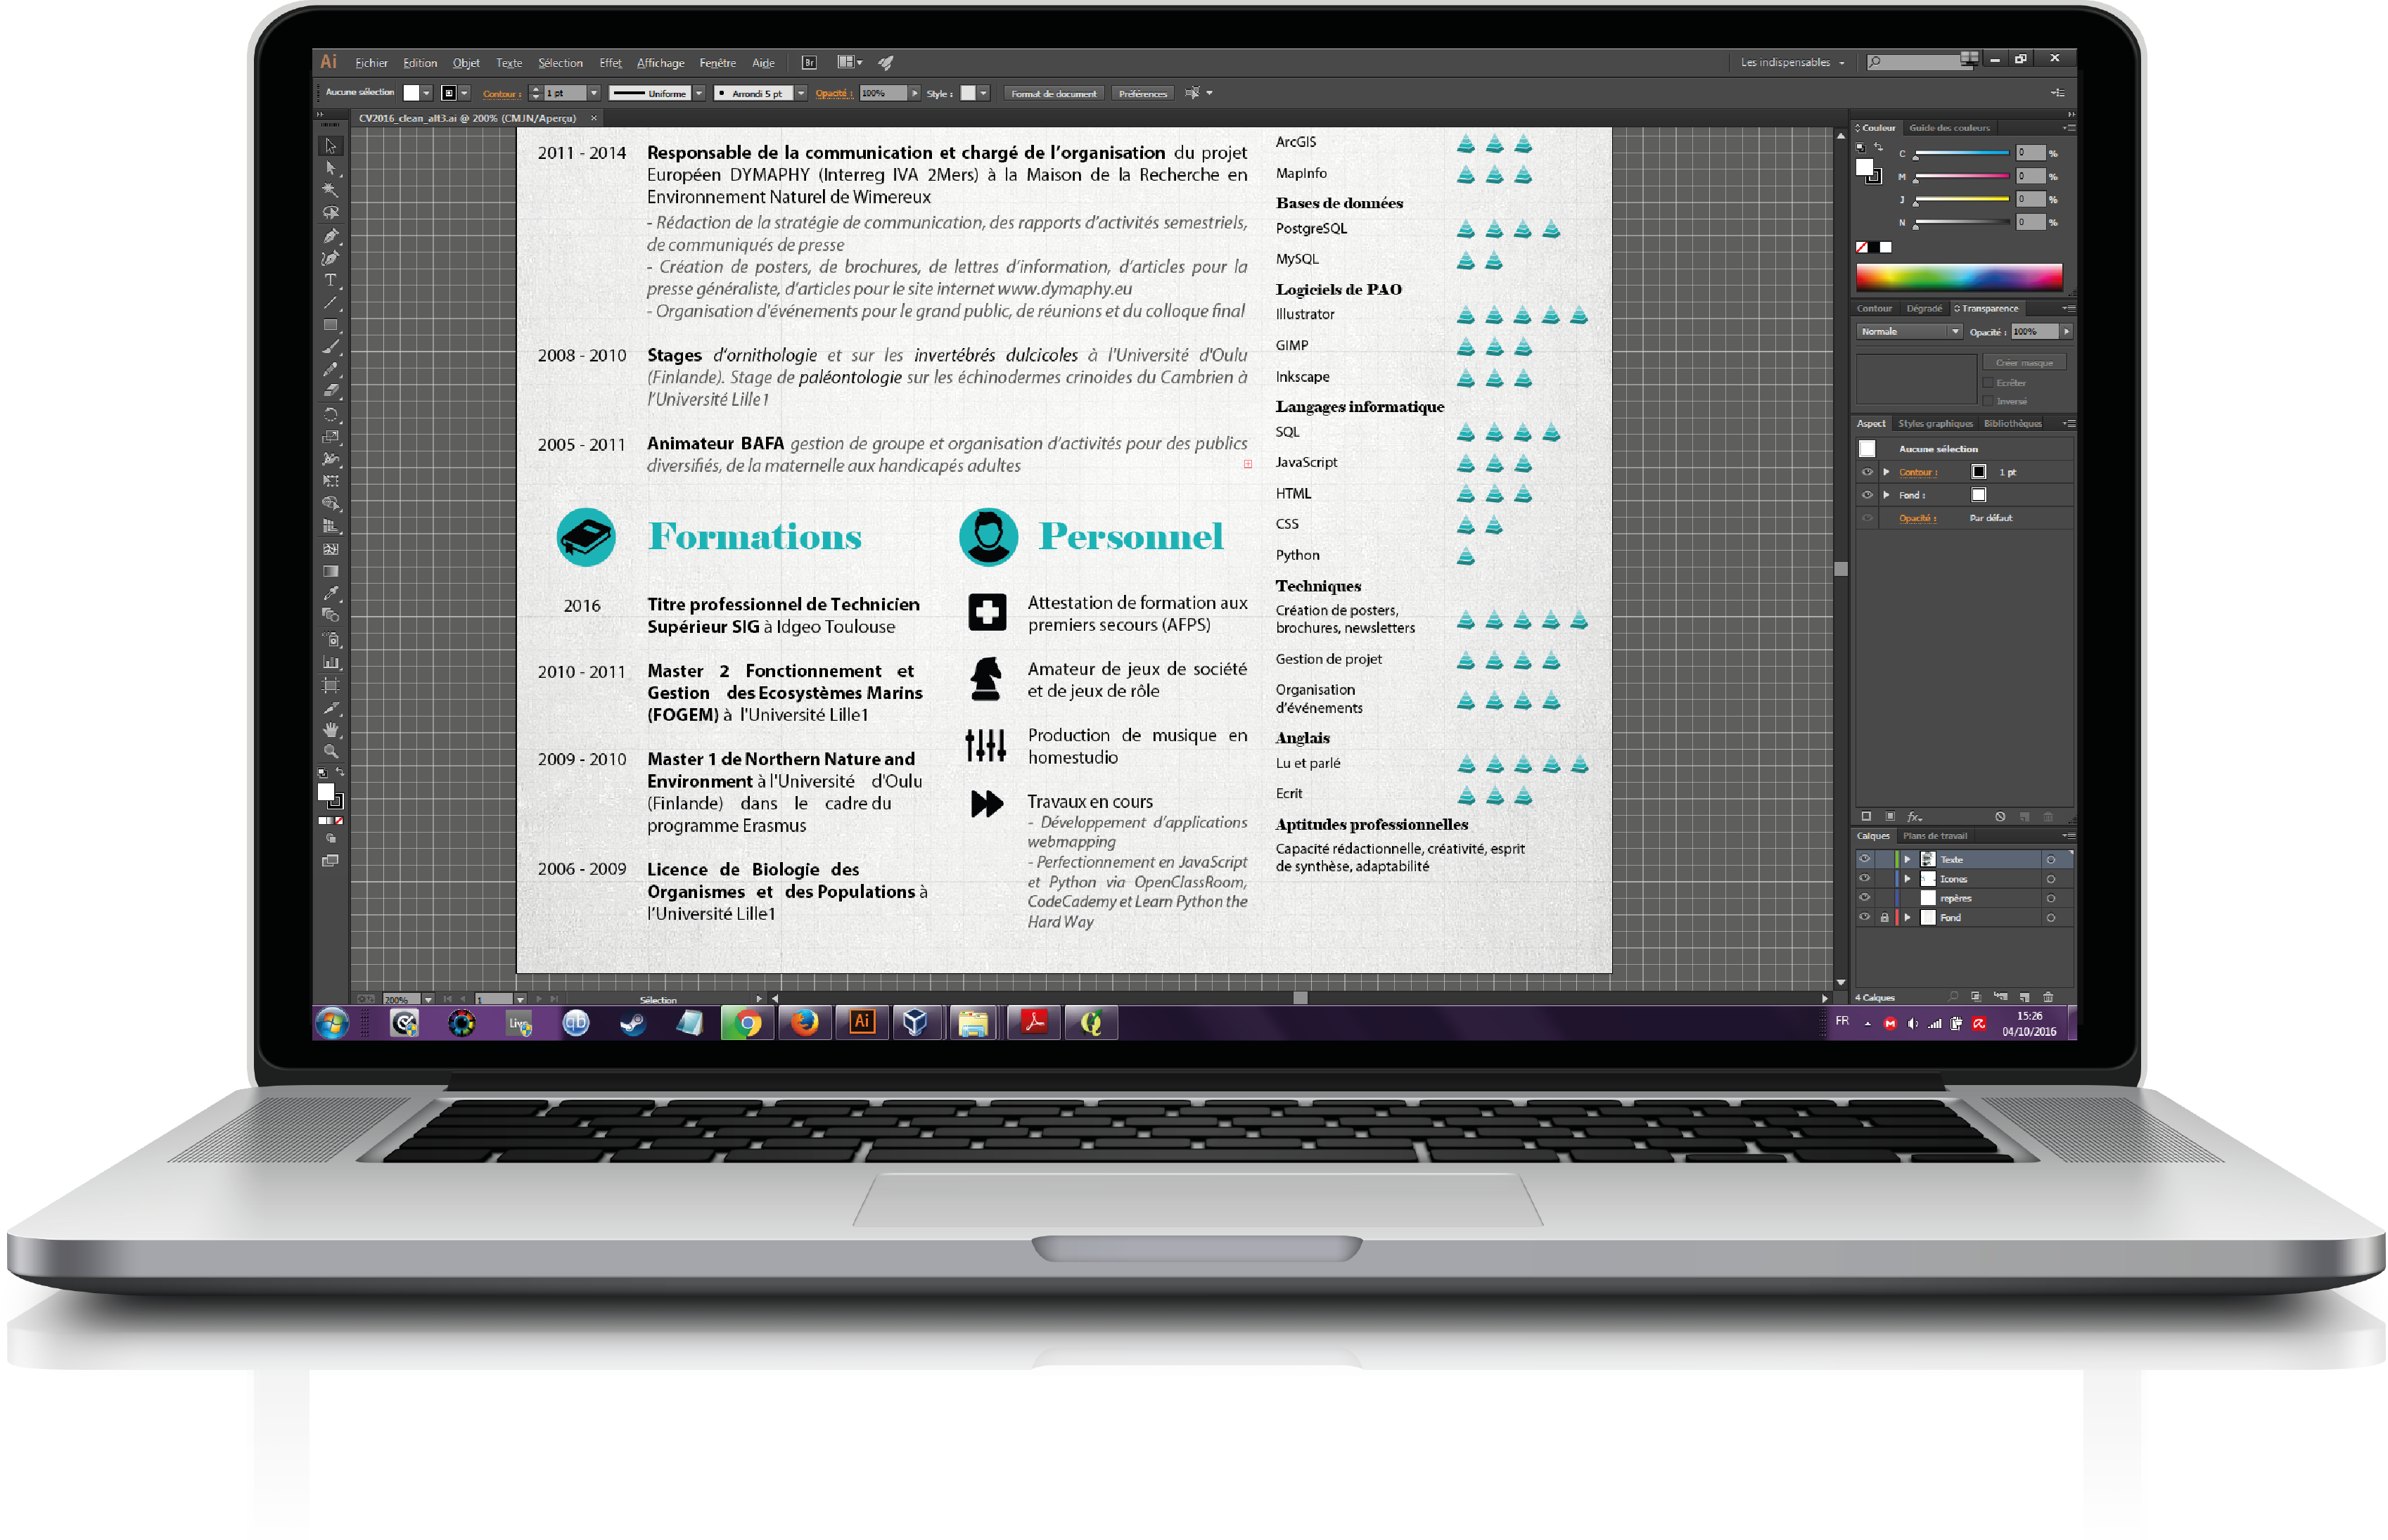 Ai Fichier Edition Objet Texte Sélection Effet Affichage Fenêtre Aide Br Les indispensables
Aucune sélection Contour : 1 pt Uniforme Arrondi 5 pt Opacité : 100% Style : Format de document Préférences
CV2016_clean_alt3.ai @ 200% (CMJN/Aperçu) ×
2011 - 2014 Responsable de la communication et chargé de l'organisation du projet
Européen DYMAPHY (Interreg IVA 2Mers) à la Maison de la Recherche en
Environnement Naturel de Wimereux
- Rédaction de la stratégie de communication, des rapports d'activités semestriels,
de communiqués de presse
- Création de posters, de brochures, de lettres d'information, d'articles pour la
presse généraliste, d'articles pour le site internet www.dymaphy.eu
- Organisation d'événements pour le grand public, de réunions et du colloque final
2008 - 2010 Stages d'ornithologie et sur les invertébrés dulcicoles à l'Université d'Oulu
(Finlande). Stage de paléontologie sur les échinodermes crinoides du Cambrien à
l'Université Lille1
2005 - 2011 Animateur BAFA gestion de groupe et organisation d'activités pour des publics
diversifiés, de la maternelle aux handicapés adultes
Formations
2016 Titre professionnel de Technicien
Supérieur SIG à Idgeo Toulouse
2010 - 2011 Master 2 Fonctionnement et
Gestion des Ecosystèmes Marins
(FOGEM) à l'Université Lille1
2009 - 2010 Master 1 de Northern Nature and
Environment à l'Université d'Oulu
(Finlande) dans le cadre du
programme Erasmus
2006 - 2009 Licence de Biologie des
Organismes et des Populations à
l'Université Lille1
Personnel
Attestation de formation aux
premiers secours (AFPS)
Amateur de jeux de société
et de jeux de rôle
Production de musique en
homestudio
Travaux en cours
- Développement d'applications
webmapping
- Perfectionnement en JavaScript
et Python via OpenClassRoom,
CodeCademy et Learn Python the
Hard Way
ArcGIS
MapInfo
Bases de données
PostgreSQL
MySQL
Logiciels de PAO
Illustrator
GIMP
Inkscape
Langages informatique
SQL
JavaScript
HTML
CSS
Python
Techniques
Création de posters,
brochures, newsletters
Gestion de projet
Organisation
d'événements
Anglais
Lu et parlé
Ecrit
Aptitudes professionnelles
Capacité rédactionnelle, créativité, esprit
de synthèse, adaptabilité
Couleur Guide des couleurs
C 0 %
M 0 %
J 0 %
N 0 %
Contour Dégradé Transparence
Normale Opacité : 100%
Créer masque
Ecrêter
Inversé
Aspect Styles graphiques Bibliothèques
Aucune sélection
Contour : 1 pt
Fond :
Opacité : Par défaut
fx
Calques Plans de travail
Texte
Icones
repères
Fond
4 Calques
200% 1 Sélection
Live qb Ai
FR 15:26
04/10/2016